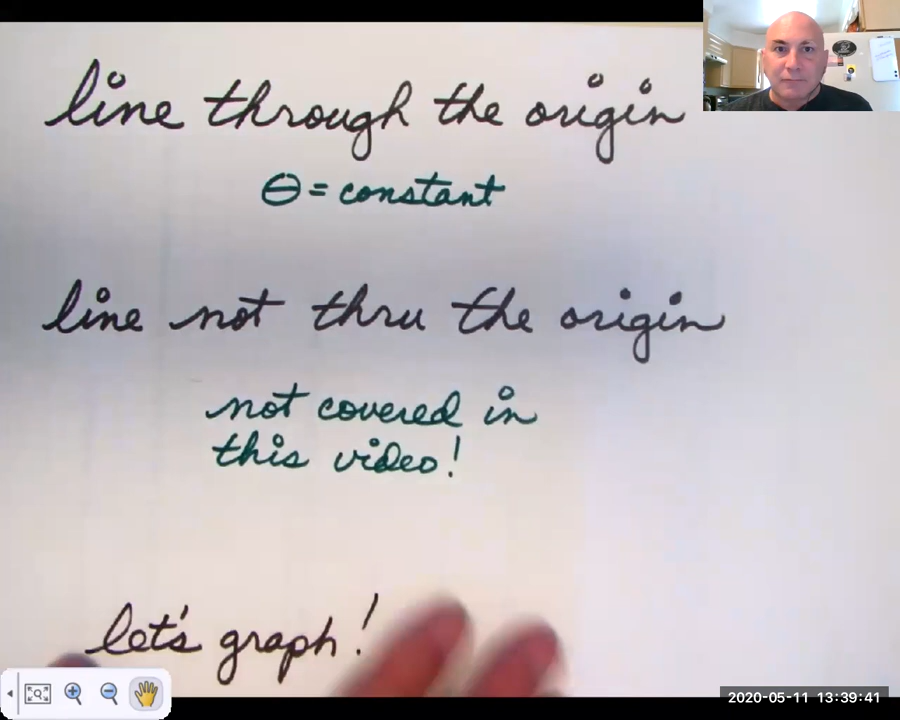 line through the origin
θ = constant
line not thru the origin
not covered in
this video!
let's graph!
2020-05-11 13:39:41